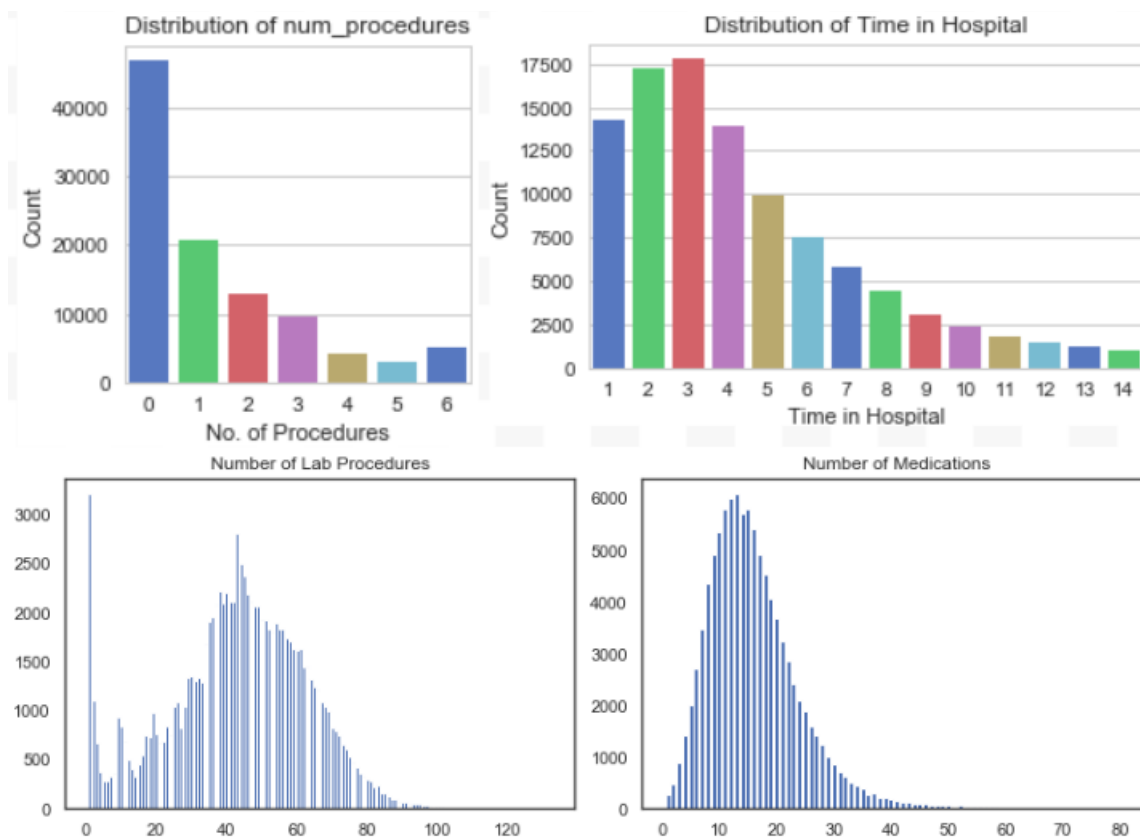 Distribution of num_procedures
40000
30000
20000
10000
0
Count
0 1 2 3 4 5 6
No. of Procedures
Distribution of Time in Hospital
17500
15000
12500
10000
7500
5000
2500
0
Count
1 2 3 4 5 6 7 8 9 10 11 12 13 14
Time in Hospital
Number of Lab Procedures
3000
2500
2000
1500
1000
500
0
0 20 40 60 80 100 120
Number of Medications
6000
5000
4000
3000
2000
1000
0
0 10 20 30 40 50 60 70 80